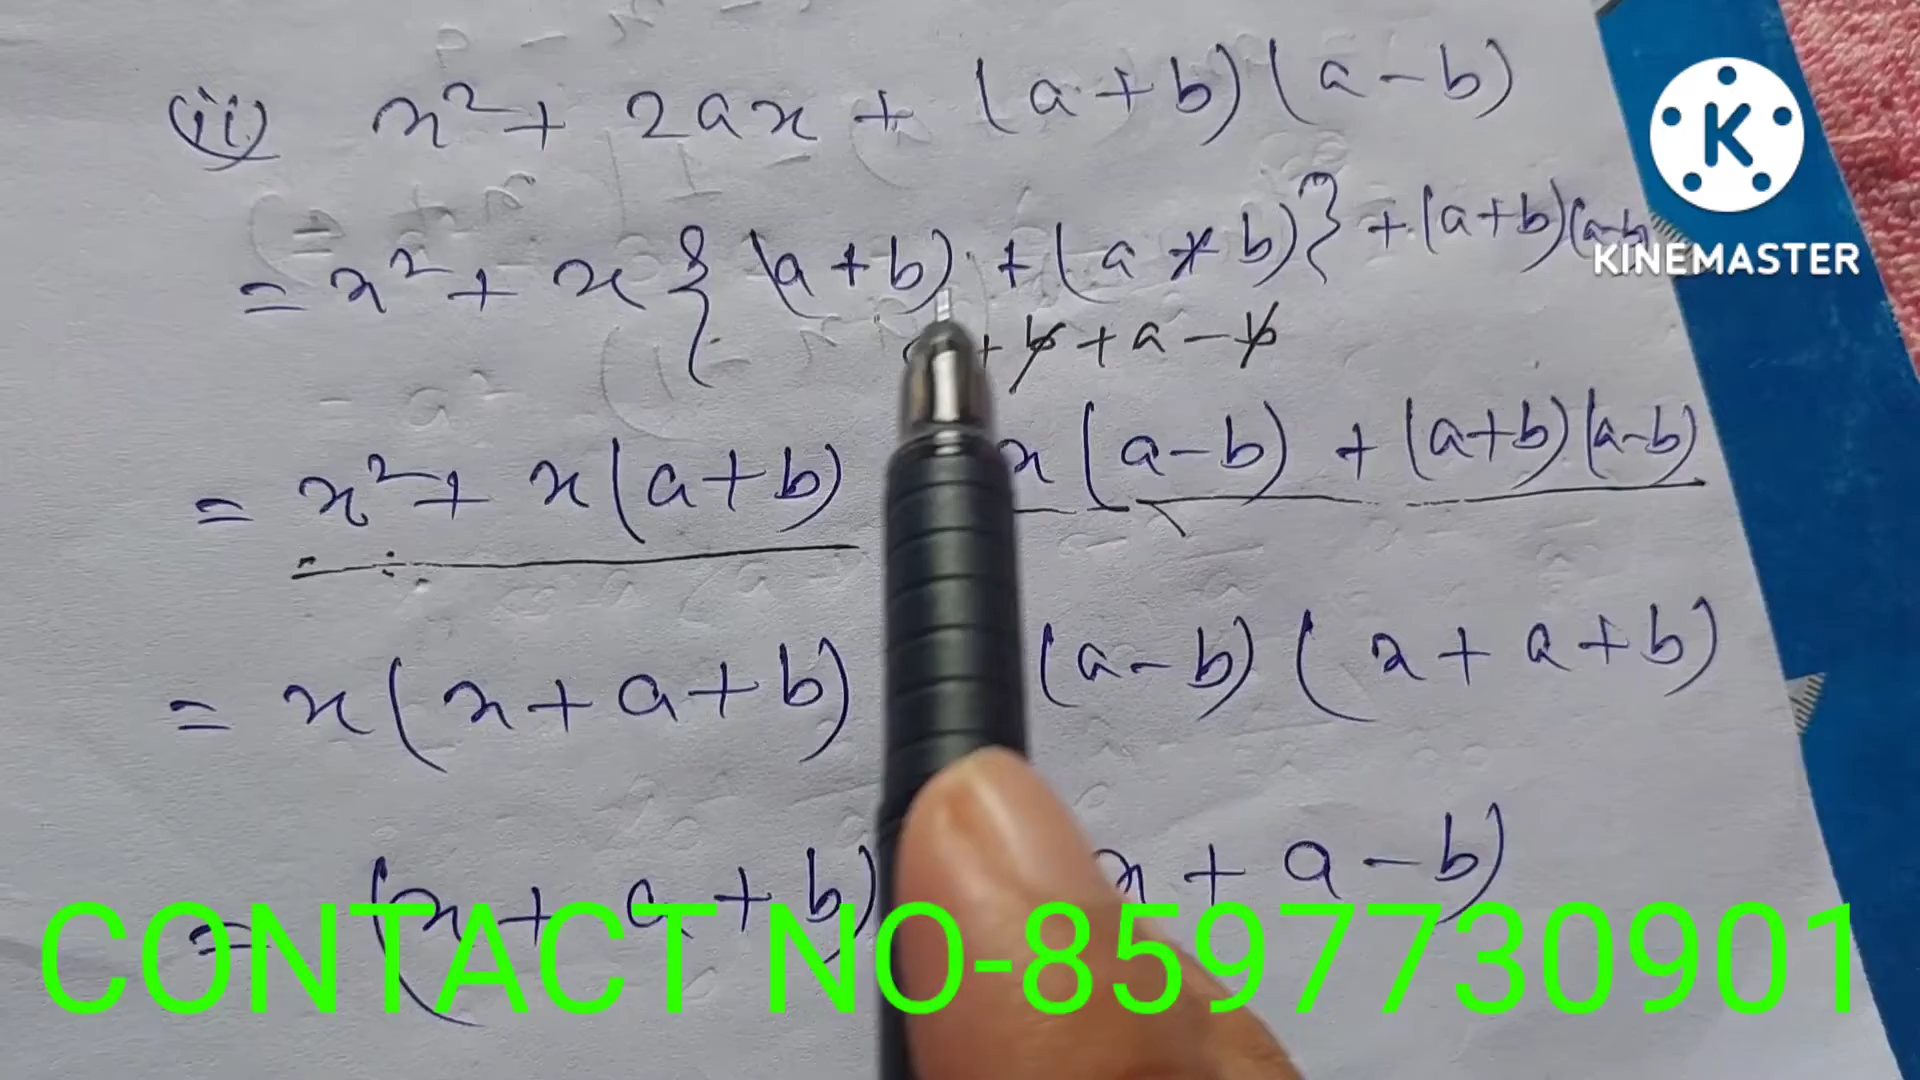 (ii) x² + 2ax + (a+b)(a-b)
= x² + x{(a+b) + (a-b)} + (a+b)(a-b)
+ b + a - b
= x² + x(a+b) x(a-b) + (a+b)(a-b)
= x(x+a+b) (a-b)(x+a+b)
= (x+a+b) x+a-b)
K
KINEMASTER
CONTACT NO-8597730901